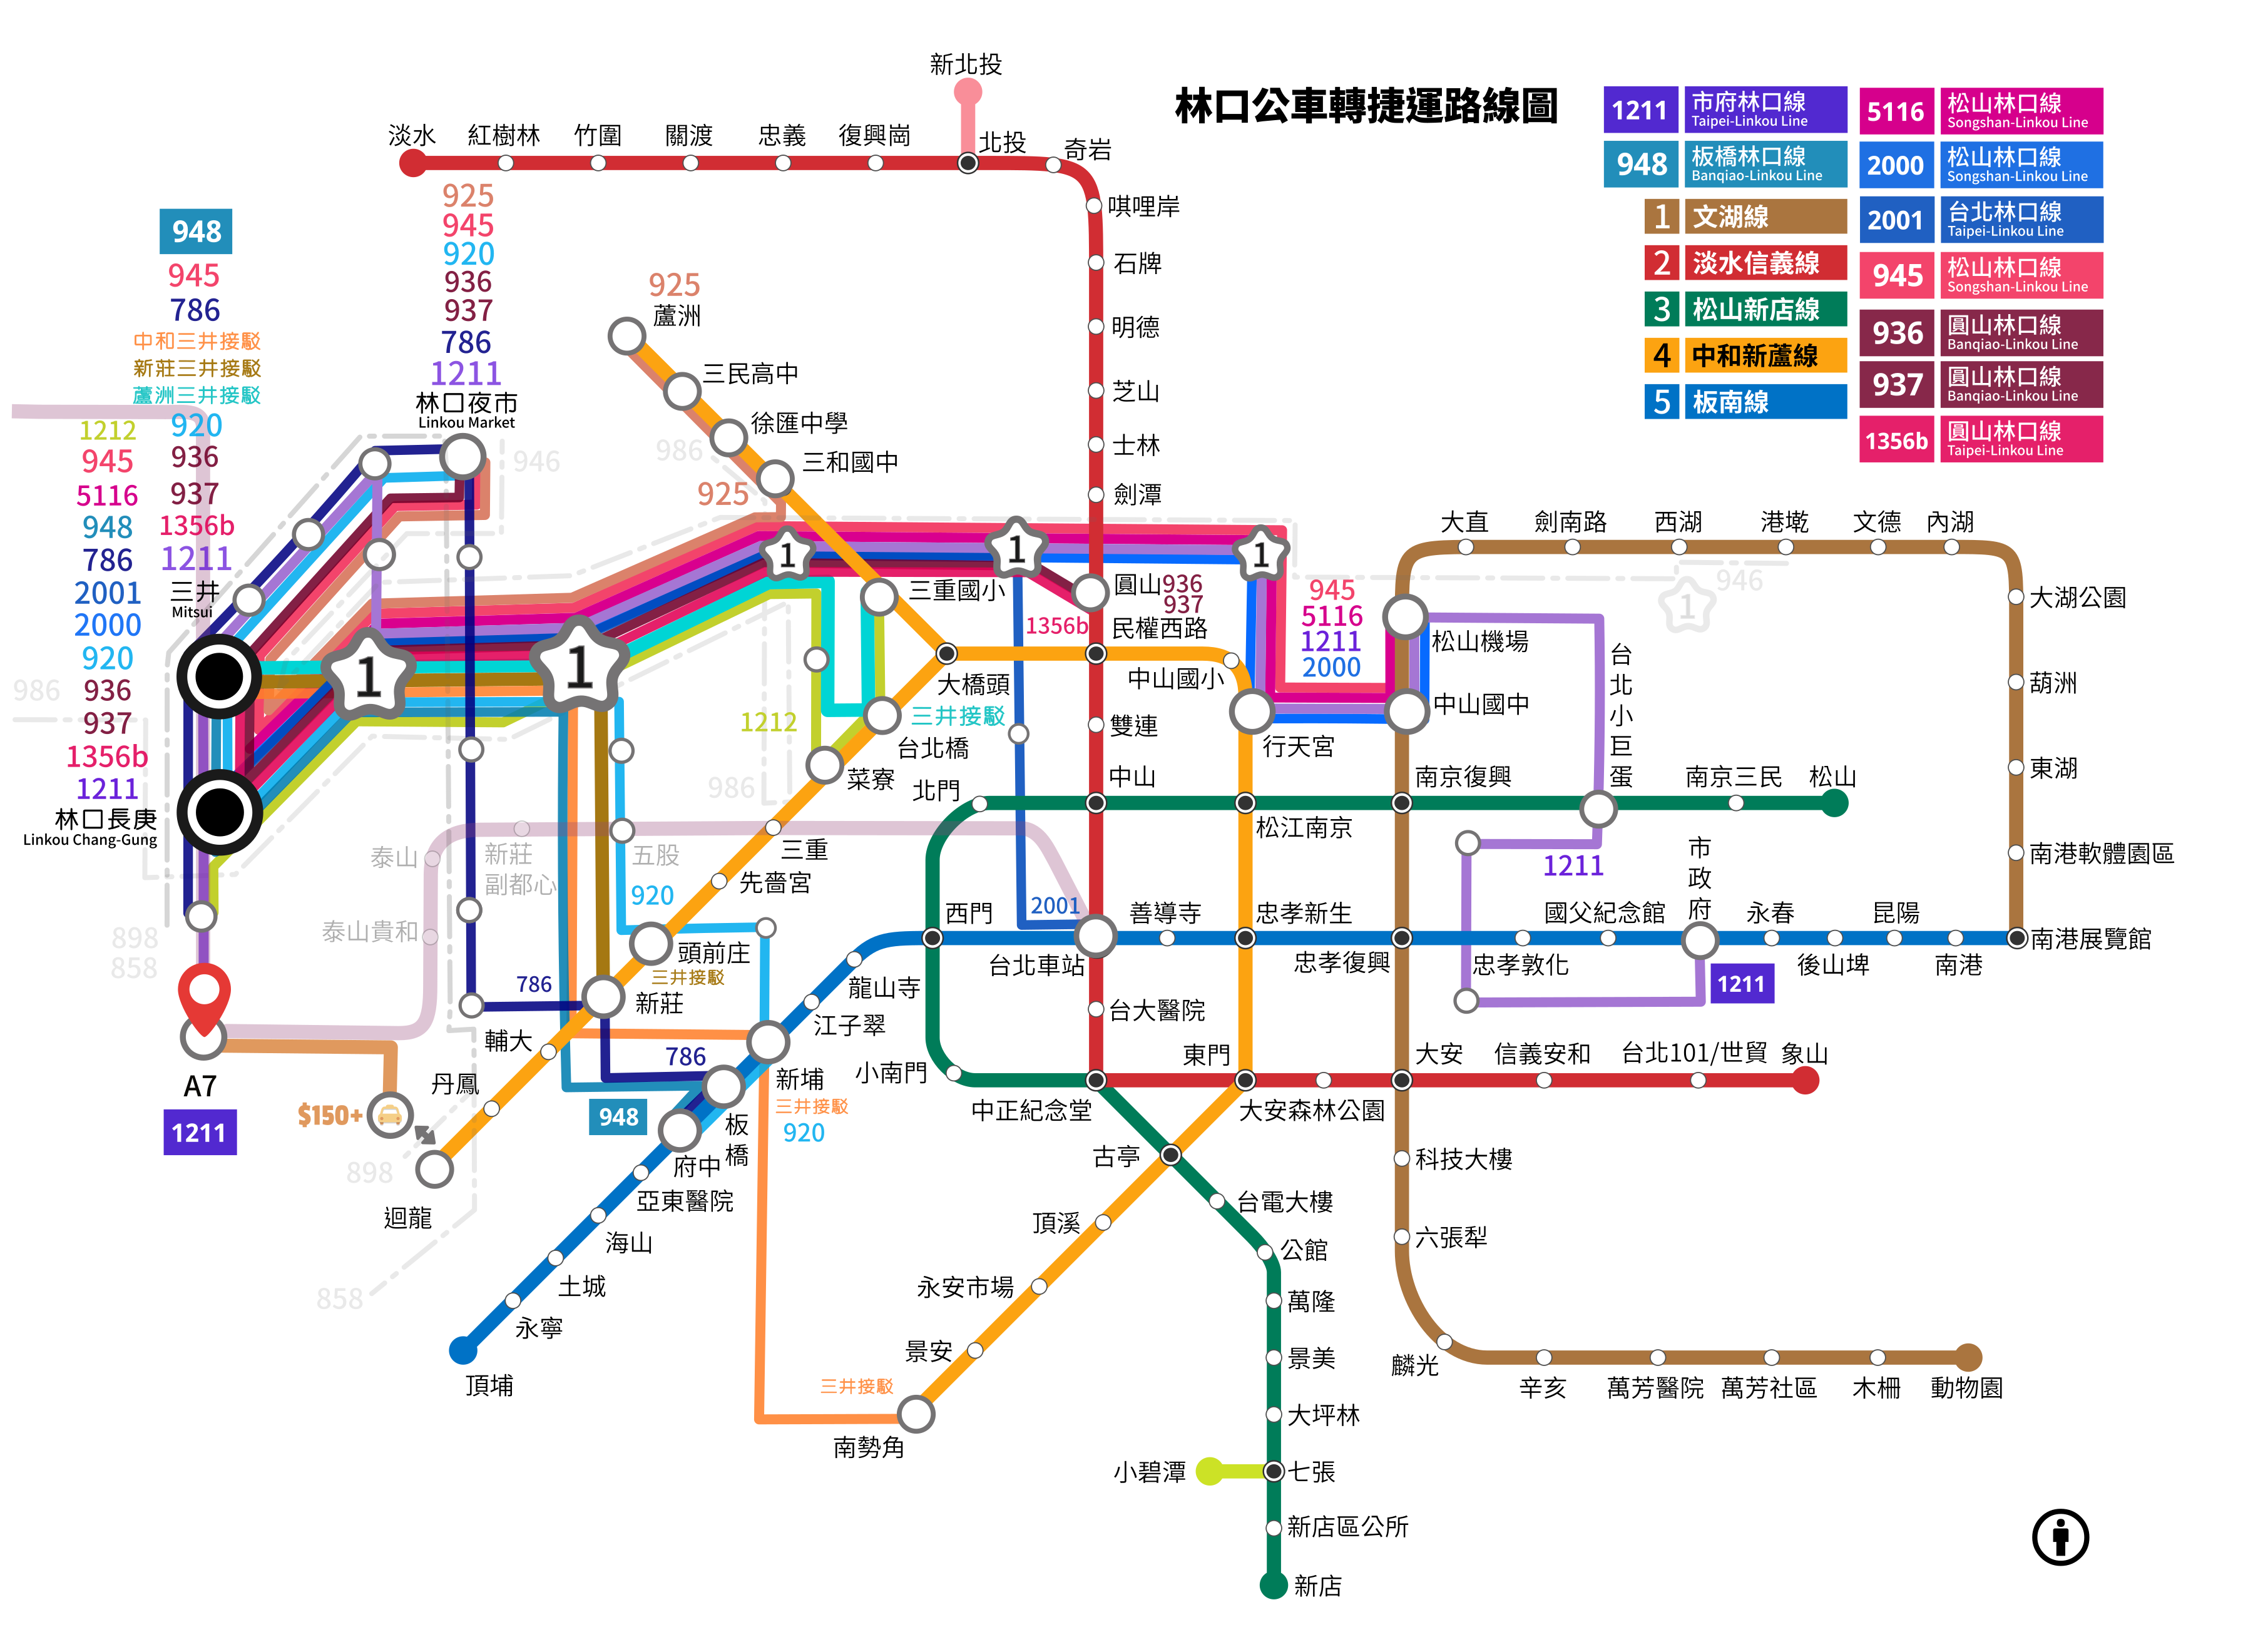 林口公車轉捷運路線圖
1211 市府林口線
Taipei-Linkou Line
948 板橋林口線
Banqiao-Linkou Line
1 文湖線
2 淡水信義線
3 松山新店線
4 中和新蘆線
5 板南線
5116 松山林口線
Songshan-Linkou Line
2000 松山林口線
Songshan-Linkou Line
2001 台北林口線
Taipei-Linkou Line
945 松山林口線
Songshan-Linkou Line
936 圓山林口線
Banqiao-Linkou Line
937 圓山林口線
Banqiao-Linkou Line
1356b 圓山林口線
Taipei-Linkou Line
新北投
淡水
紅樹林
竹圍
關渡
忠義
復興崗
北投
奇岩
唭哩岸
石牌
明德
芝山
士林
劍潭
圓山
936
937
1356b
民權西路
中山國小
雙連
中山
925
945
920
936
937
786
1211
林口夜市
Linkou Market
948
945
786
中和三井接駁
新莊三井接駁
蘆洲三井接駁
920
936
937
1356b
1211
三井
Mitsui
1212
945
5116
948
786
2001
2000
920
936
937
1356b
1211
林口長庚
Linkou Chang-Gung
986
898
858
A7
1211
$150+
925
蘆洲
三民高中
徐匯中學
三和國中
986
946
925
1
1
1
1
1
三重國小
大橋頭
三井接駁
台北橋
1212
菜寮
986
三重
先嗇宮
頭前庄
三井接駁
新莊
輔大
丹鳳
迴龍
898
858
泰山
泰山貴和
新莊
副都心
五股
920
786
786
948
新埔
三井接駁
920
板
橋
府中
亞東醫院
海山
土城
永寧
頂埔
江子翠
龍山寺
西門
北門
小南門
2001
台北車站
台大醫院
中正紀念堂
善導寺
忠孝新生
忠孝復興
忠孝敦化
國父紀念館
市
政
府
1211
永春
後山埤
昆陽
南港
南港展覽館
945
5116
1211
2000
行天宮
松山機場
中山國中
台
北
小
巨
蛋
1211
松江南京
南京復興
南京三民
松山
大直
劍南路
西湖
港墘
文德
內湖
946
1
大湖公園
葫洲
東湖
南港軟體園區
東門
大安森林公園
大安
信義安和
台北101/世貿
象山
科技大樓
六張犁
麟光
辛亥
萬芳醫院
萬芳社區
木柵
動物園
古亭
頂溪
永安市場
景安
三井接駁
南勢角
台電大樓
公館
萬隆
景美
大坪林
小碧潭
七張
新店區公所
新店